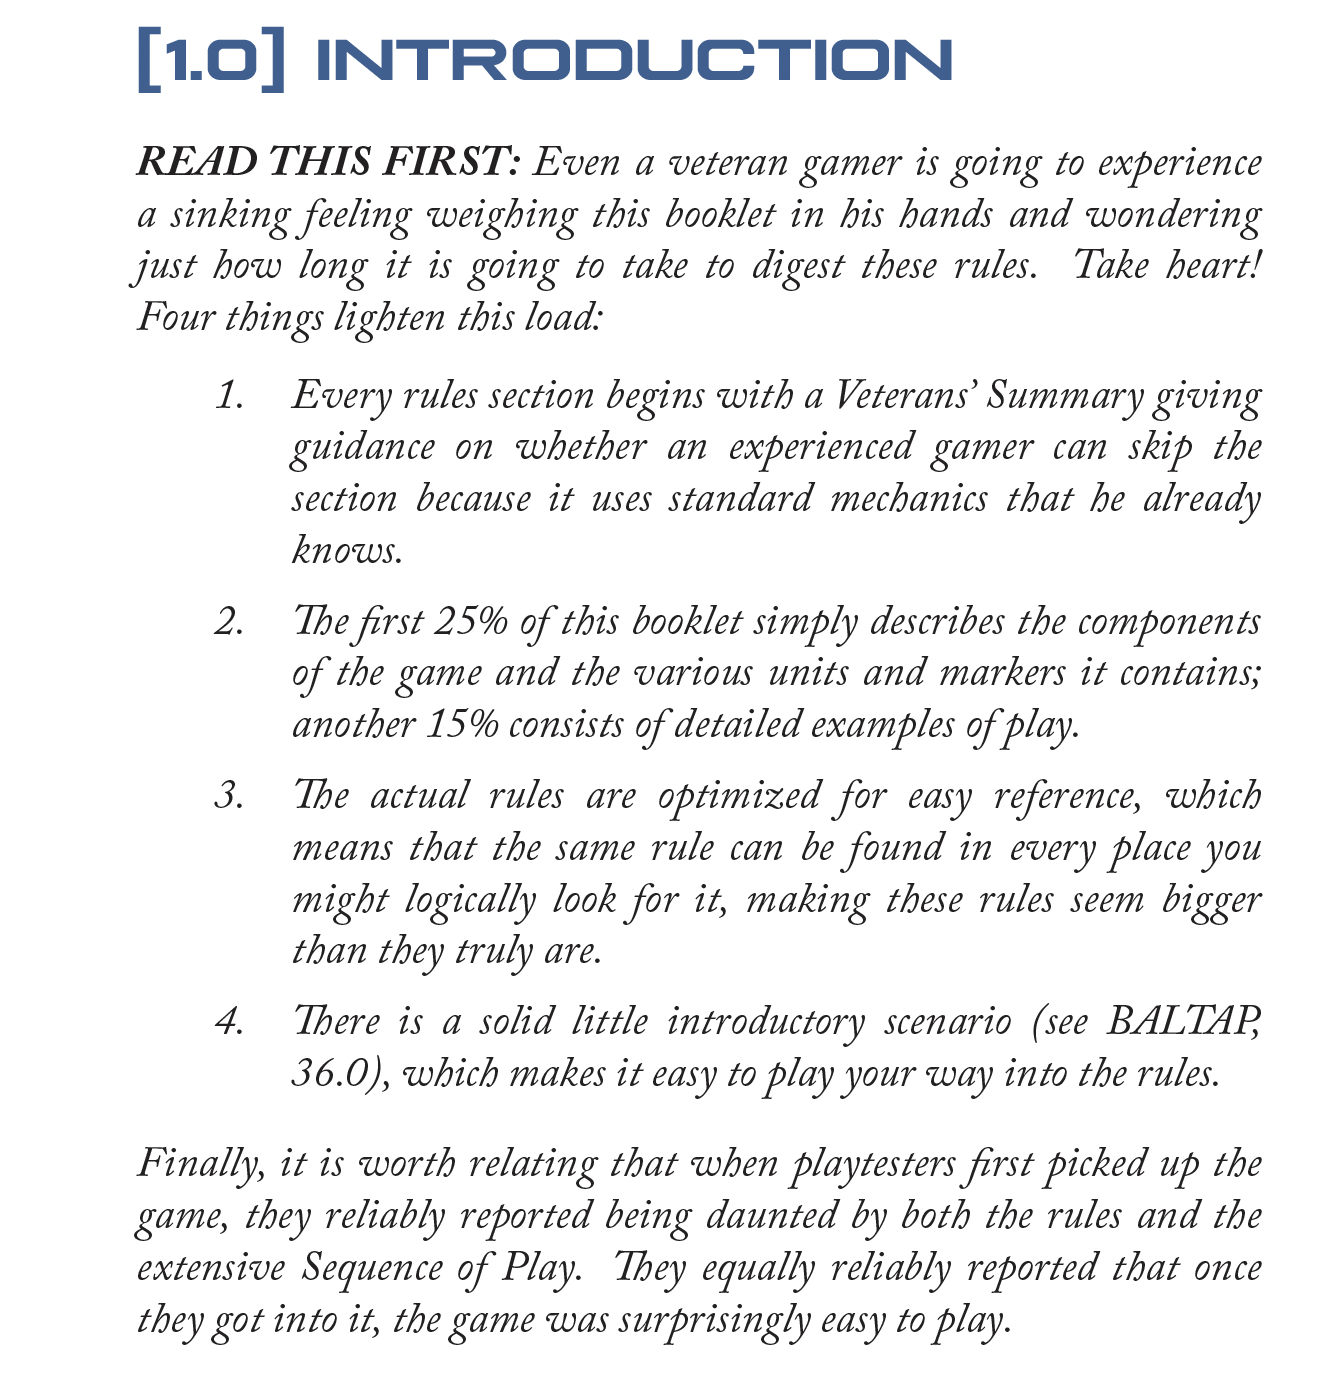 [1.0] INTRODUCTION
READ THIS FIRST: Even a veteran gamer is going to experience
a sinking feeling weighing this booklet in his hands and wondering
just how long it is going to take to digest these rules. Take heart!
Four things lighten this load:
1. Every rules section begins with a Veterans’ Summary giving
guidance on whether an experienced gamer can skip the
section because it uses standard mechanics that he already
knows.
2. The first 25% of this booklet simply describes the components
of the game and the various units and markers it contains;
another 15% consists of detailed examples of play.
3. The actual rules are optimized for easy reference, which
means that the same rule can be found in every place you
might logically look for it, making these rules seem bigger
than they truly are.
4. There is a solid little introductory scenario (see BALTAP,
36.0), which makes it easy to play your way into the rules.
Finally, it is worth relating that when playtesters first picked up the
game, they reliably reported being daunted by both the rules and the
extensive Sequence of Play. They equally reliably reported that once
they got into it, the game was surprisingly easy to play.